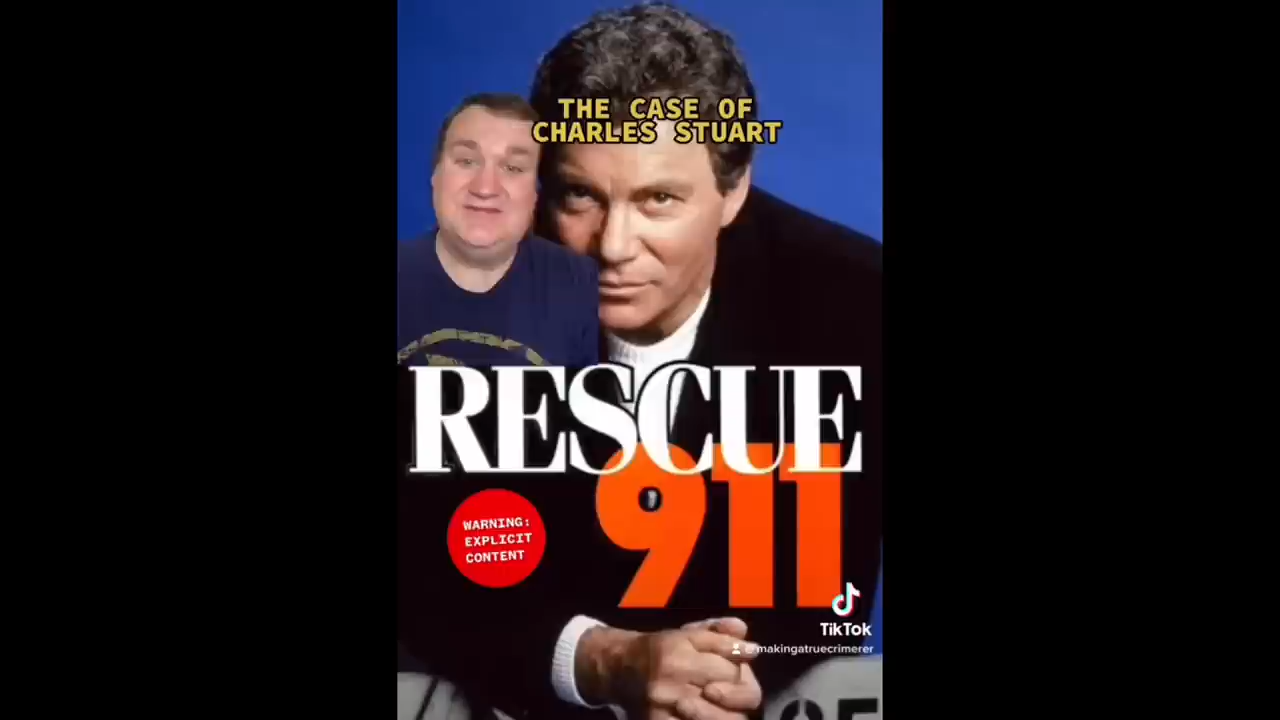 THE CASE OF
CHARLES STUART
RESCUE
911
WARNING:
EXPLICIT
CONTENT
TikTok
@makingatruecrimerer